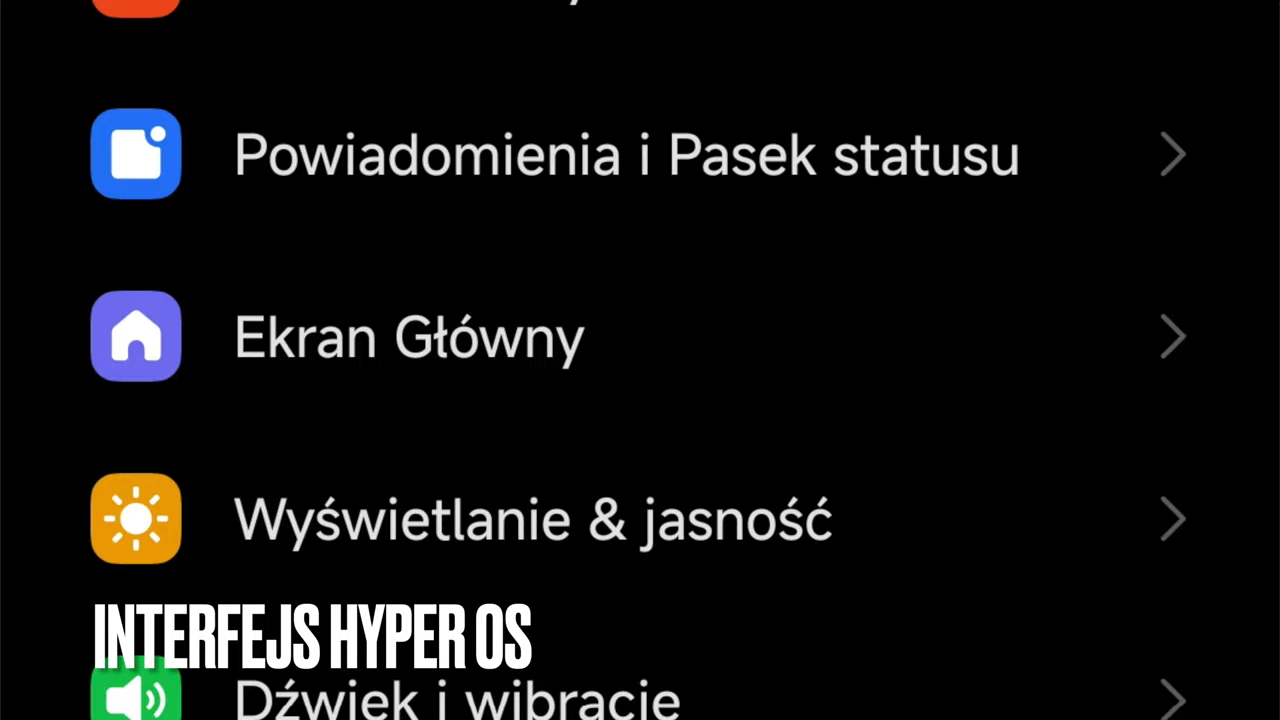 Powiadomienia i Pasek statusu
Ekran Główny
Wyświetlanie & jasność
INTERFEJS HYPER OS
Dźwięk i wibracje